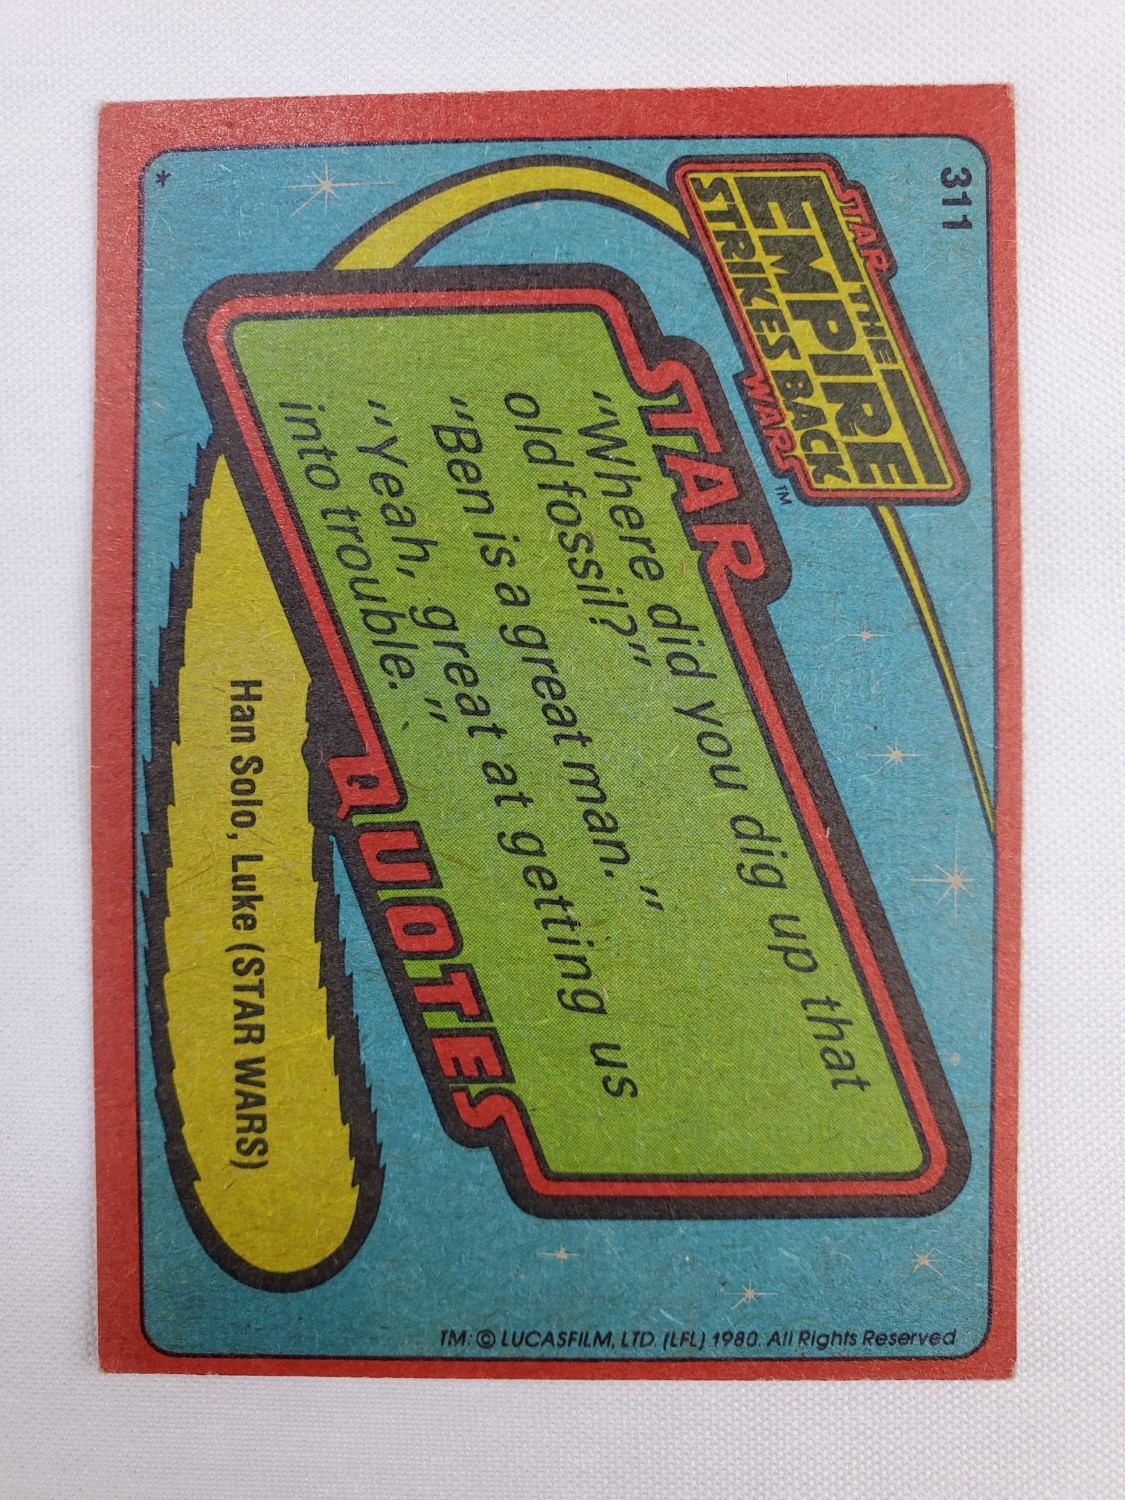 311
STAR
THE
EMPIRE
STRIKES BACK
WARS™
STAR
"Where did you dig up that
old fossil?"
"Ben is a great man."
"Yeah, great at getting us
into trouble."
QUOTES
Han Solo, Luke (STAR WARS)
*
TM: © LUCASFILM, LTD. (LFL) 1980. All Rights Reserved